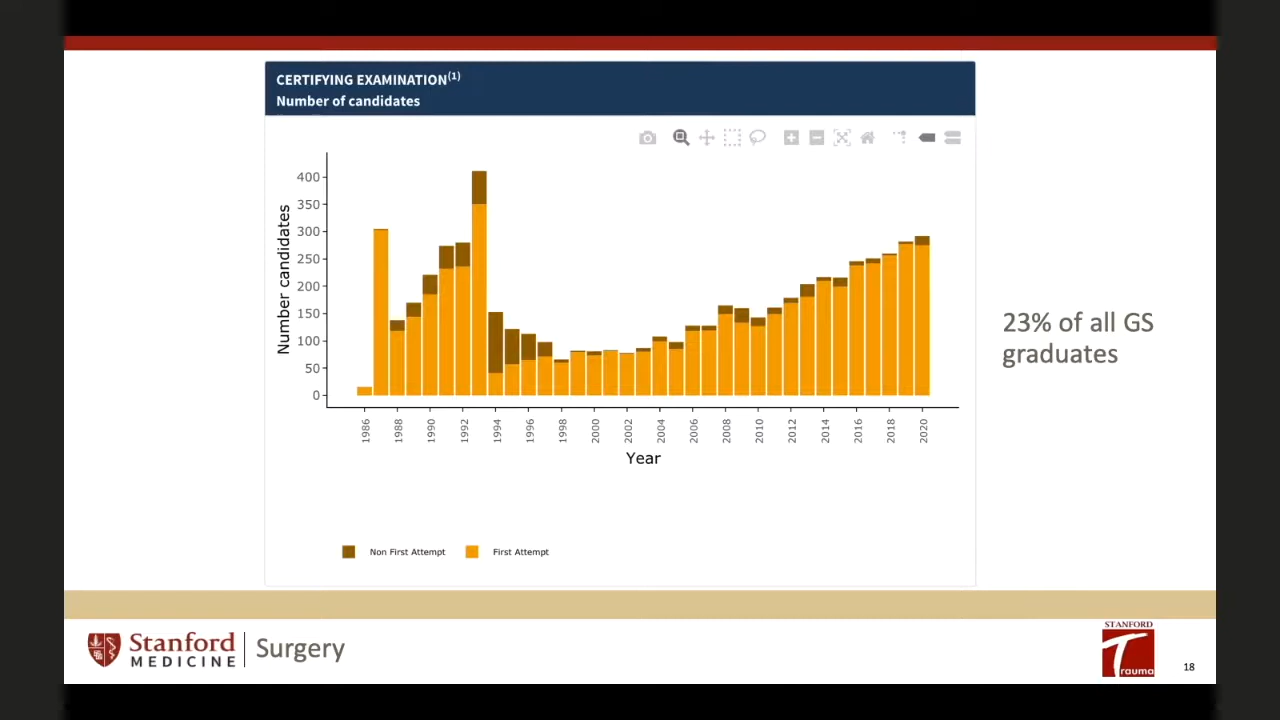 CERTIFYING EXAMINATION(1)
Number of candidates
Number candidates
400
350
300
250
200
150
100
50
0
1986
1988
1990
1992
1994
1996
1998
2000
2002
2004
2006
2008
2010
2012
2014
2016
2018
2020
Year
Non First Attempt
First Attempt
23% of all GS
graduates
Stanford
MEDICINE
Surgery
STANFORD
Trauma
18